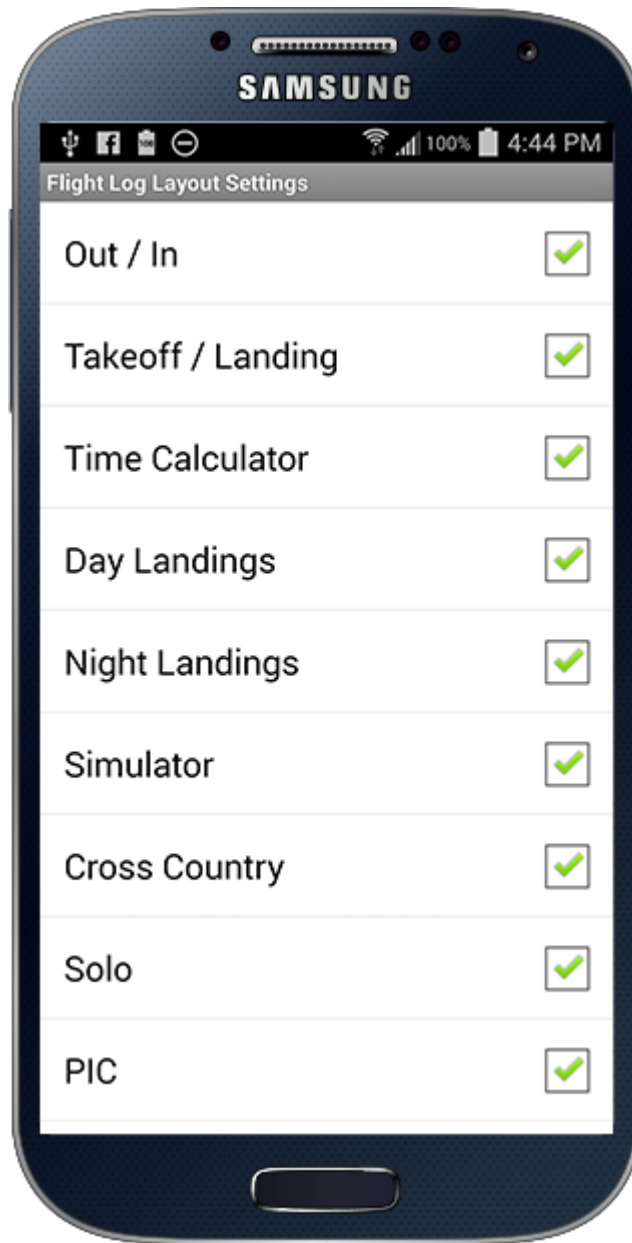 SAMSUNG
100 100% 4:44 PM
Flight Log Layout Settings
Out / In
Takeoff / Landing
Time Calculator
Day Landings
Night Landings
Simulator
Cross Country
Solo
PIC